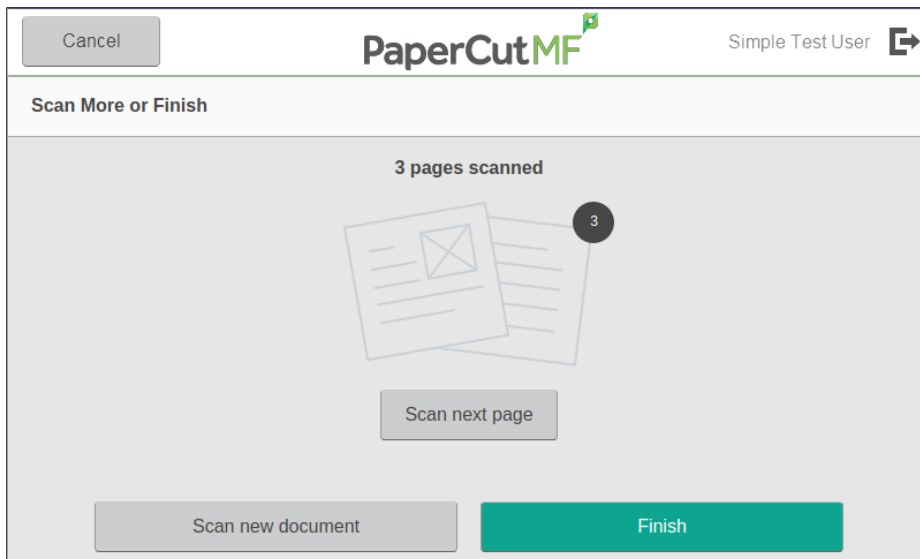 Cancel
PaperCutMF
Simple Test User
Scan More or Finish
3 pages scanned
3
Scan next page
Scan new document
Finish